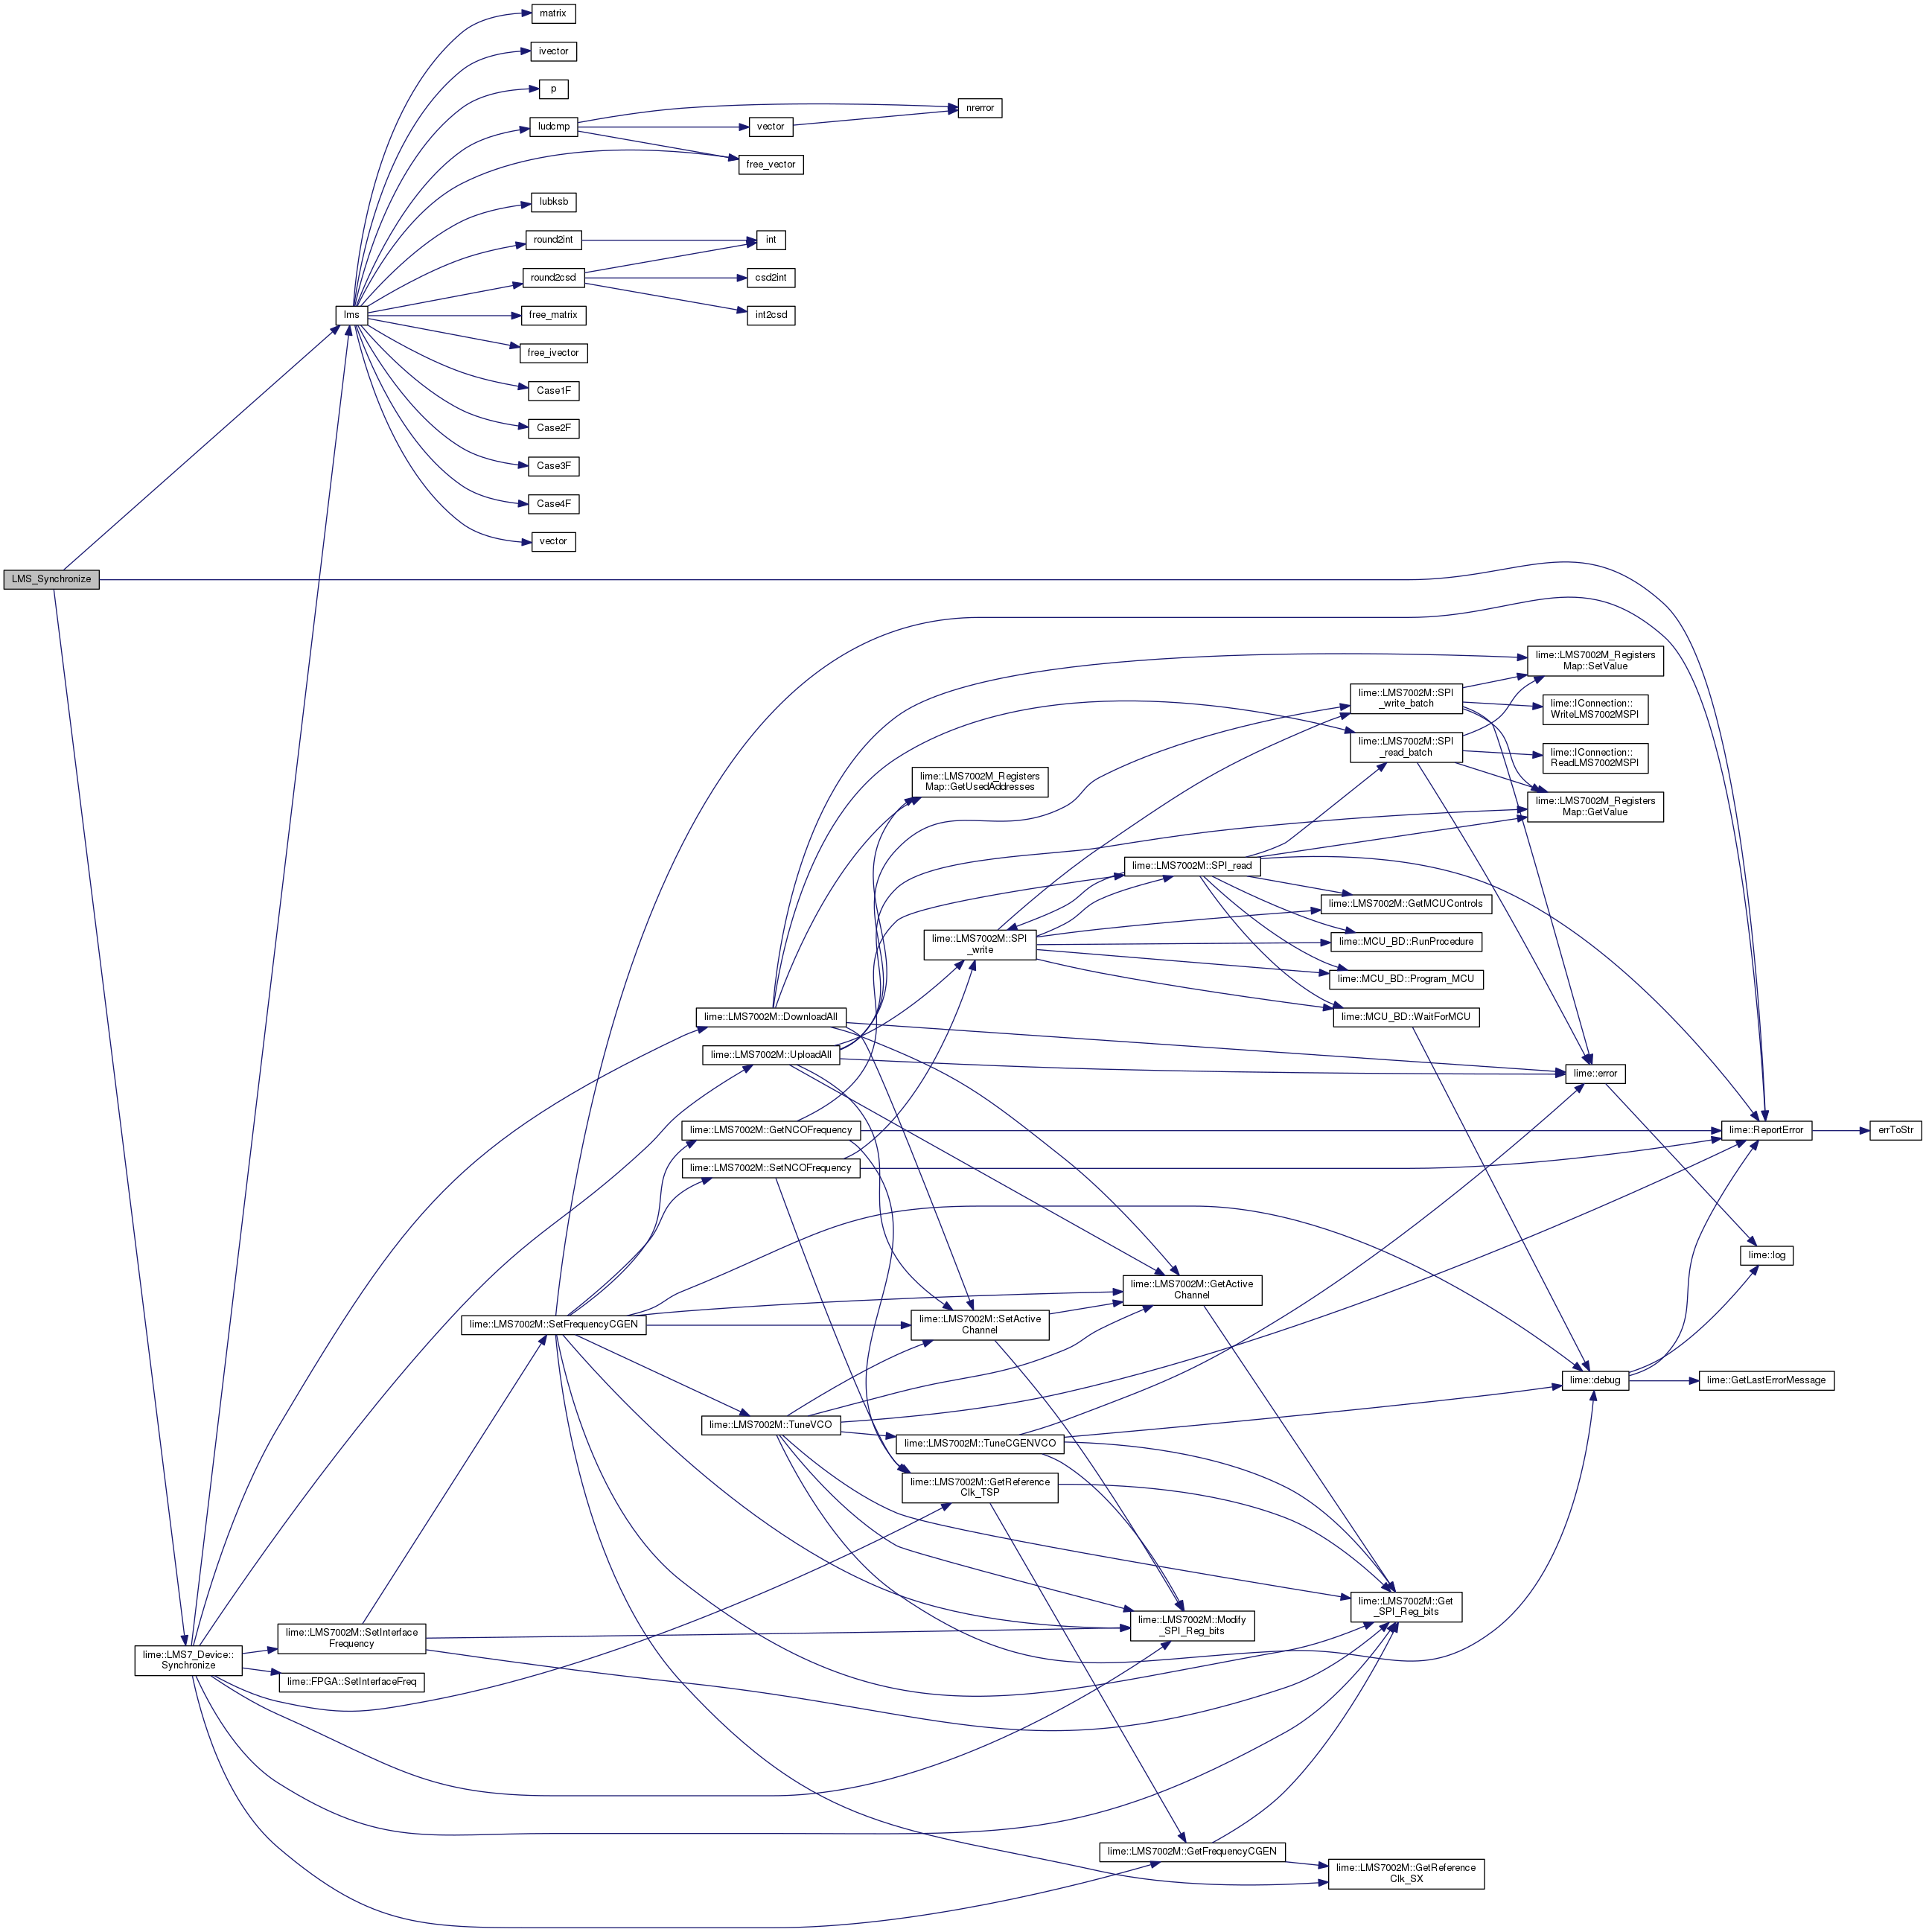 matrix
ivector
p
ludcmp
nrerror
vector
free_vector
lubksb
round2int
int
round2csd
csd2int
lms
free_matrix
int2csd
free_ivector
Case1F
Case2F
Case3F
Case4F
vector
LMS_Synchronize
lime::LMS7002M_Registers
Map::SetValue
lime::LMS7002M::SPI
_write_batch
lime::IConnection::
WriteLMS7002MSPI
lime::LMS7002M::SPI
_read_batch
lime::IConnection::
ReadLMS7002MSPI
lime::LMS7002M_Registers
Map::GetUsedAddresses
lime::LMS7002M_Registers
Map::GetValue
lime::LMS7002M::SPI_read
lime::LMS7002M::GetMCUControls
lime::LMS7002M::SPI
_write
lime::MCU_BD::RunProcedure
lime::MCU_BD::Program_MCU
lime::LMS7002M::DownloadAll
lime::MCU_BD::WaitForMCU
lime::LMS7002M::UploadAll
lime::error
lime::LMS7002M::GetNCOFrequency
lime::ReportError
errToStr
lime::LMS7002M::SetNCOFrequency
lime::log
lime::LMS7002M::GetActive
Channel
lime::LMS7002M::SetFrequencyCGEN
lime::LMS7002M::SetActive
Channel
lime::debug
lime::GetLastErrorMessage
lime::LMS7002M::TuneVCO
lime::LMS7002M::TuneCGENVCO
lime::LMS7002M::GetReference
Clk_TSP
lime::LMS7002M::Get
_SPI_Reg_bits
lime::LMS7002M::Modify
_SPI_Reg_bits
lime::LMS7002M::SetInterface
Frequency
lime::LMS7_Device::
Synchronize
lime::FPGA::SetInterfaceFreq
lime::LMS7002M::GetFrequencyCGEN
lime::LMS7002M::GetReference
Clk_SX